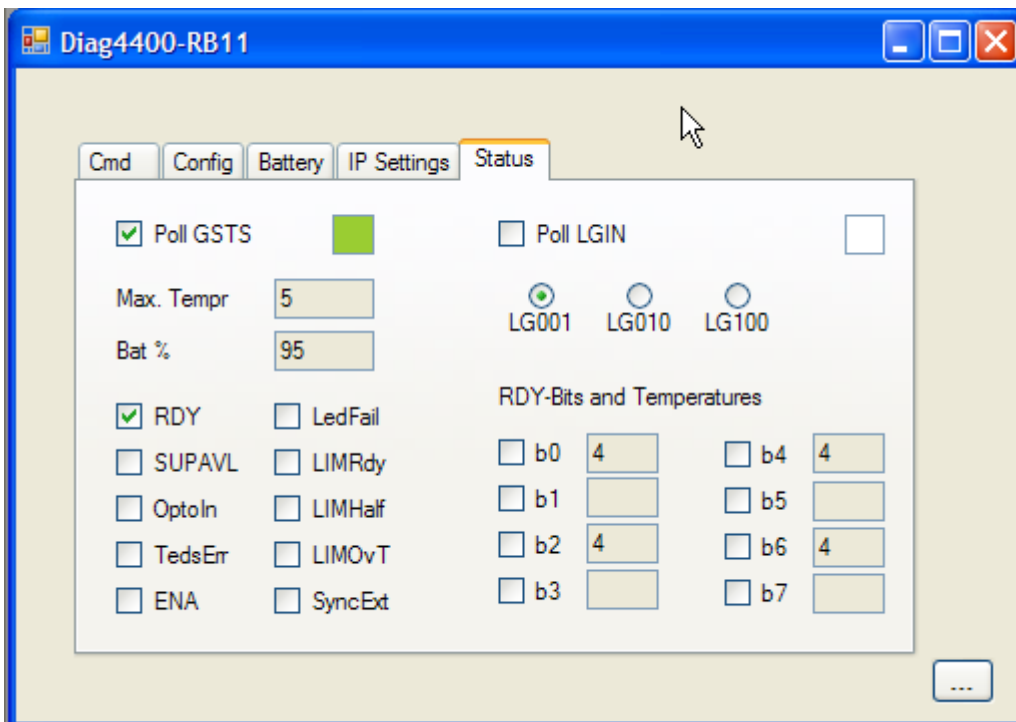 Diag4400-RB11
Cmd Config Battery IP Settings Status
Poll GSTS Poll LGIN
Max. Tempr 5
LG001 LG010 LG100
Bat % 95
RDY-Bits and Temperatures
RDY LedFail
b0 4 b4 4
SUPAVL LIMRdy
b1 b5
OptoIn LIMHalf
b2 4 b6 4
TedsErr LIMOvT
b3 b7
ENA SyncExt
...